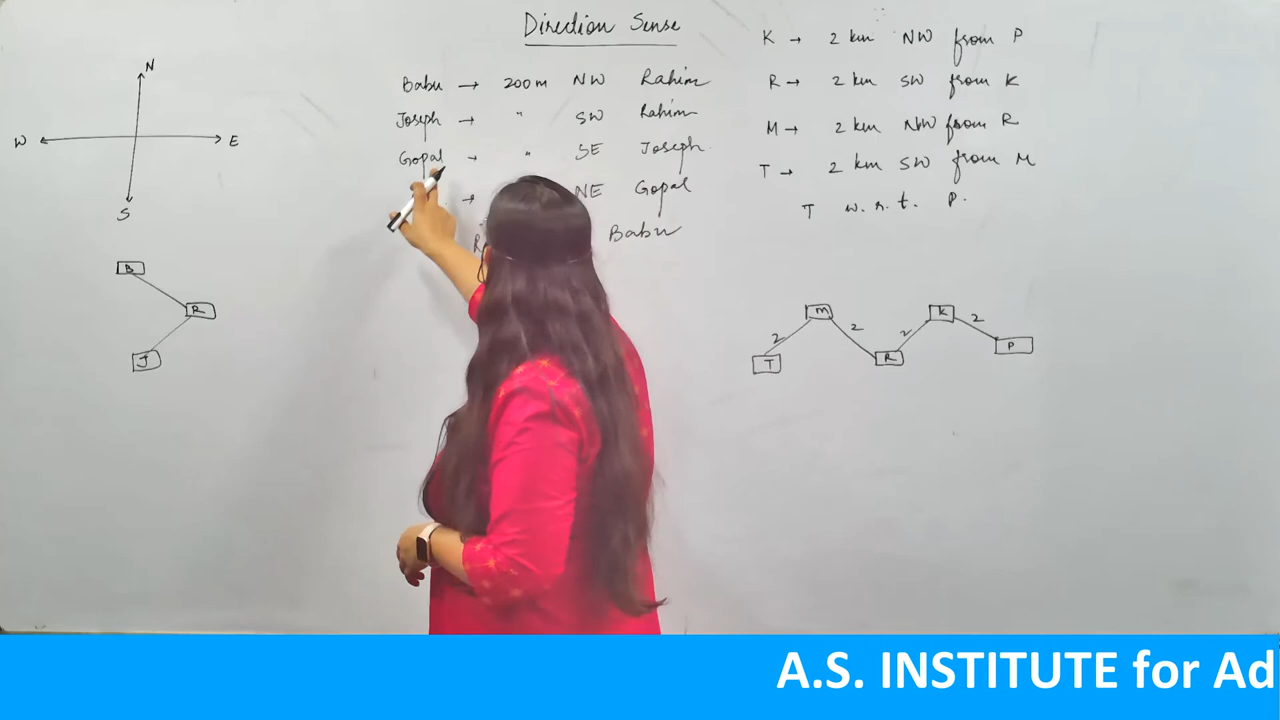 Direction Sense
N
W E
S
Babu → 200m NW Rahim
Joseph → " SW Rahim
Gopal → " SE Joseph
→ NE Gopal
Babu
K → 2 km NW from P
R → 2 km SW from K
M → 2 km NW from R
T → 2 km SW from M
T w.r.t. P.
B
R
J
M
K
T
R
P
2
2
2
2
A.S. INSTITUTE for Ad